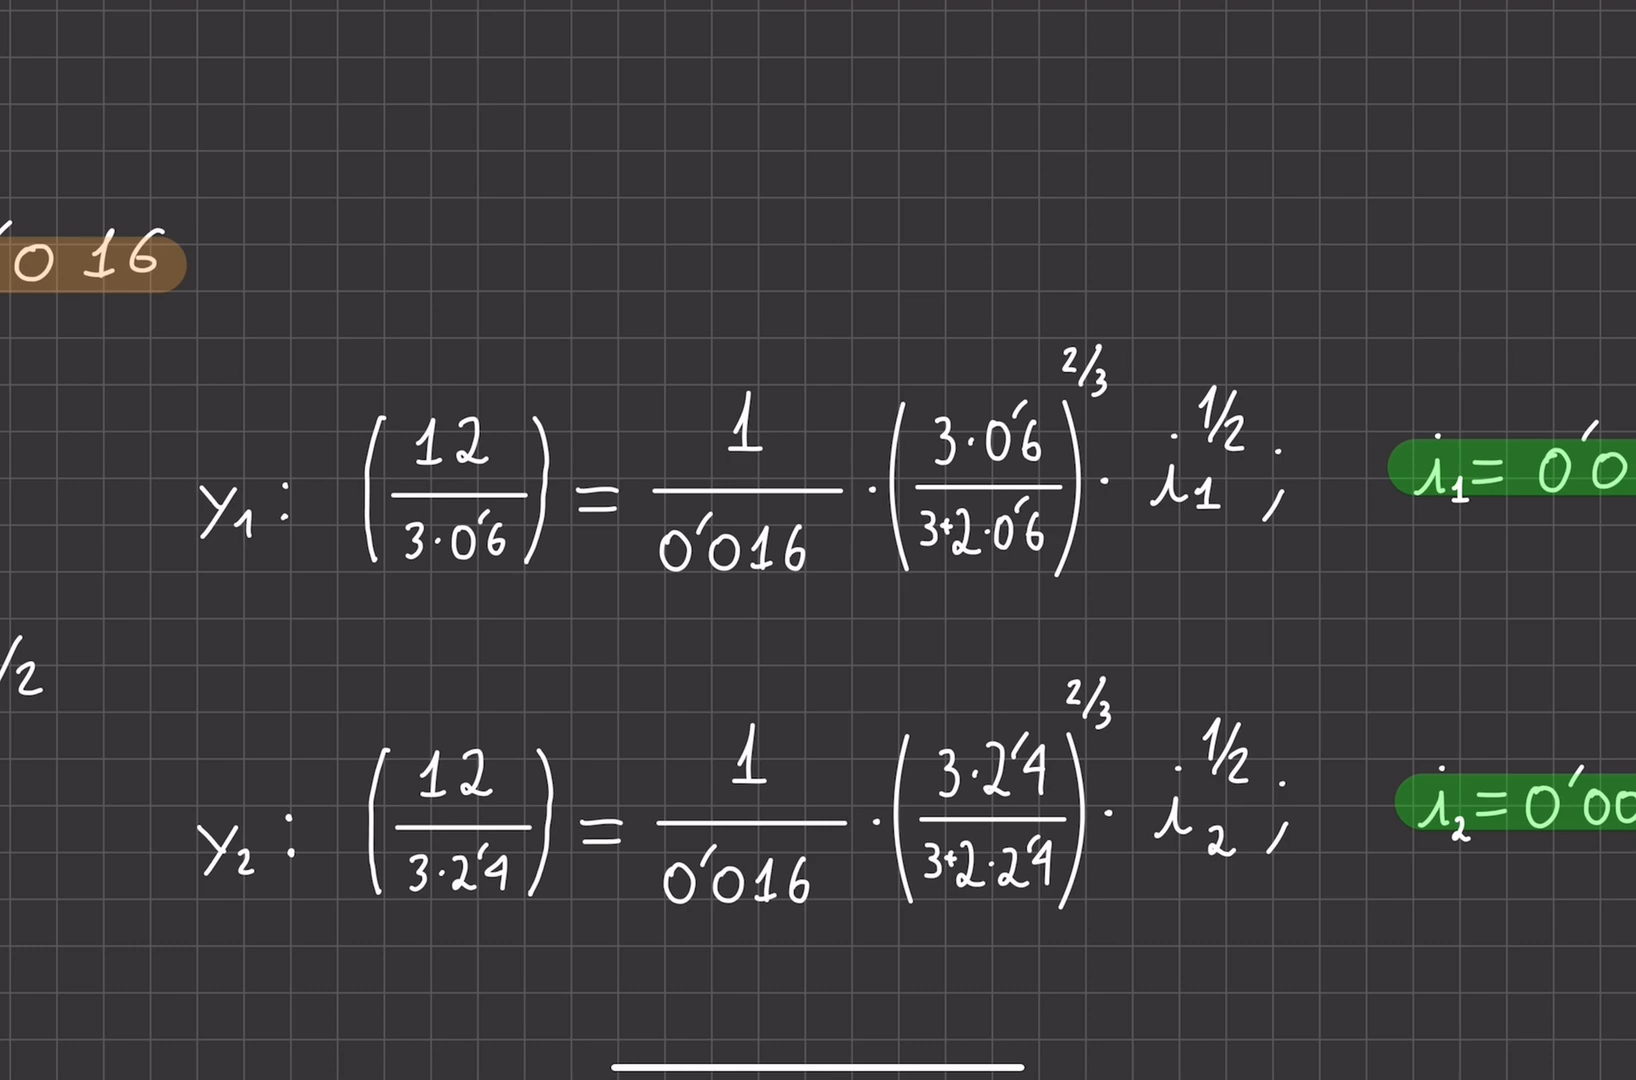 '0 16
y₁: (12 / 3·0'6) = 1 / 0'016 · (3·0'6 / 3+2·0'6)^2/3 · i₁^1/2 ; i₁= 0'0
/2
y₂: (12 / 3·2'4) = 1 / 0'016 · (3·2'4 / 3+2·2'4)^2/3 · i₂^1/2 ; i₂=0'00